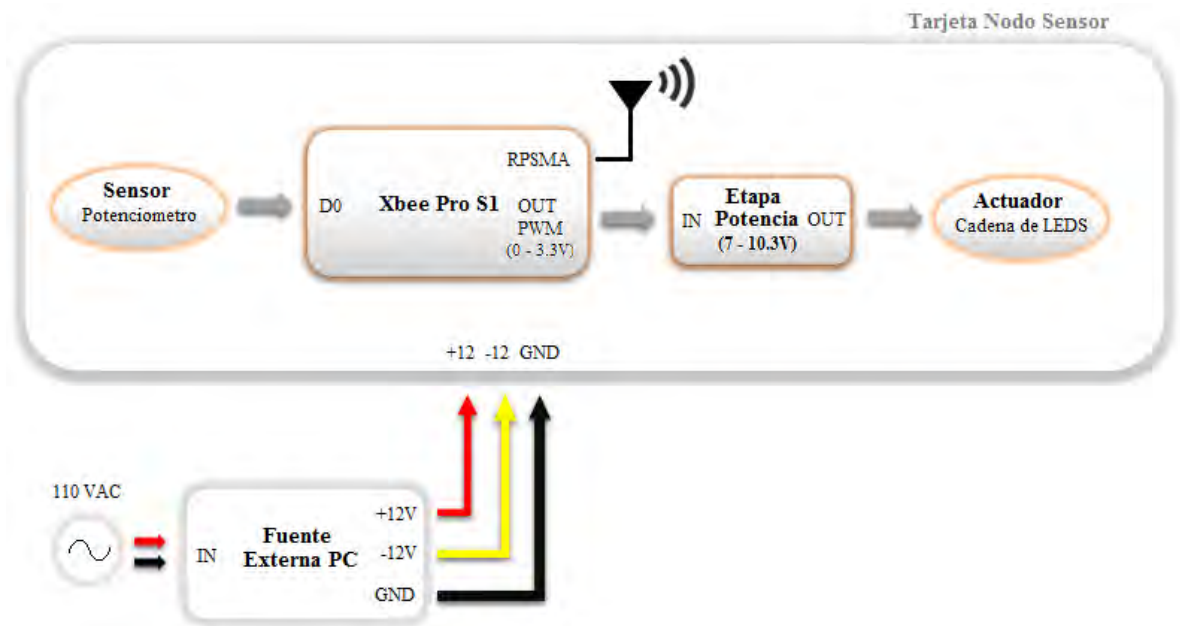 Tarjeta Nodo Sensor
RPSMA
Sensor
Potenciometro
D0
Xbee Pro S1
OUT
PWM
(0 - 3.3V)
IN
Etapa
Potencia
(7 - 10.3V)
OUT
Actuador
Cadena de LEDS
+12 -12 GND
110 VAC
IN
Fuente
Externa PC
+12V
-12V
GND